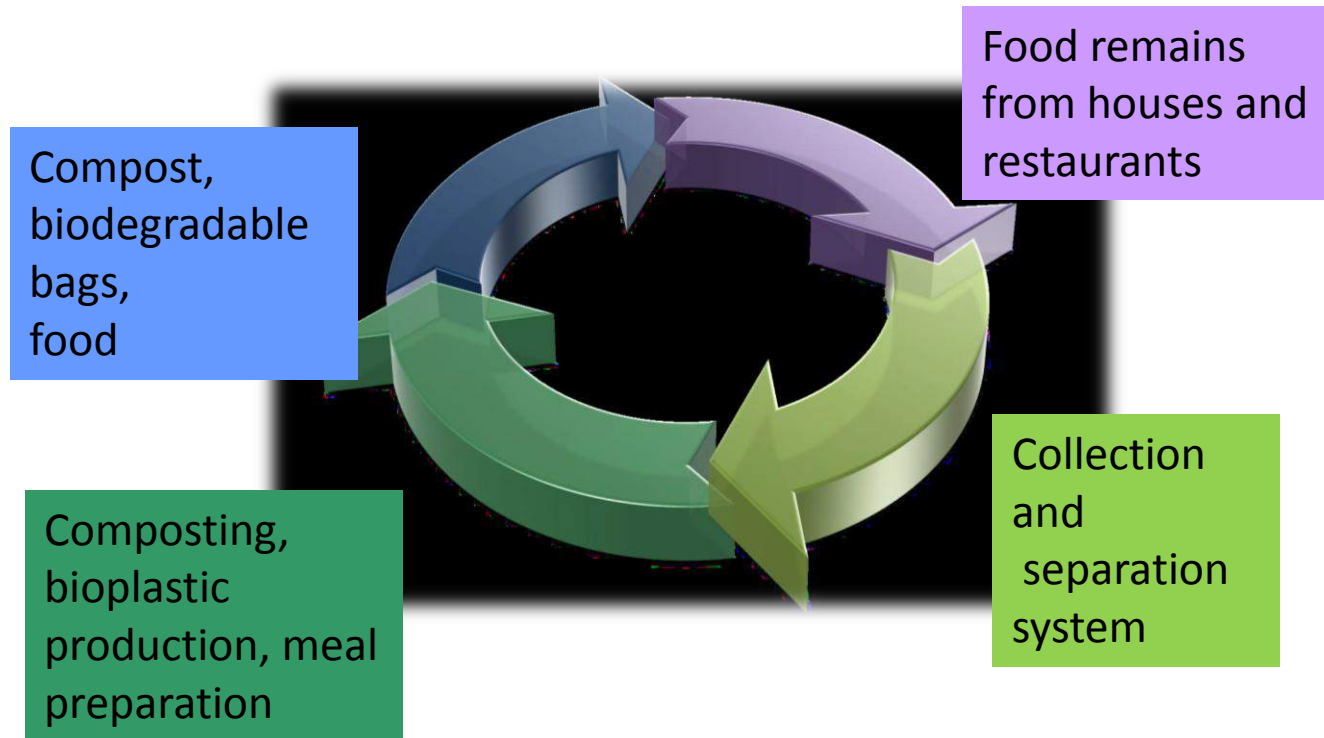 Food remains
from houses and
restaurants
Collection
and
separation
system
Composting,
bioplastic
production, meal
preparation
Compost,
biodegradable
bags,
food